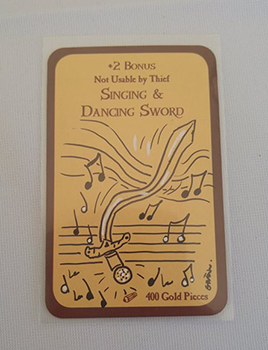 +2 Bonus
Not Usable by Thief
Singing &
Dancing Sword
400 Gold Pieces